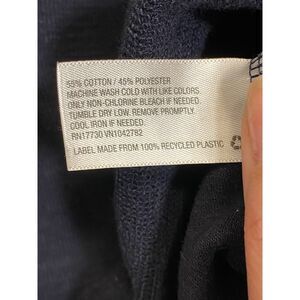 55% COTTON / 45% POLYESTER
MACHINE WASH COLD WITH LIKE COLORS.
ONLY NON-CHLORINE BLEACH IF NEEDED.
TUMBLE DRY LOW. REMOVE PROMPTLY.
COOL IRON IF NEEDED.
RN17730 VN1042782
LABEL MADE FROM 100% RECYCLED PLASTIC